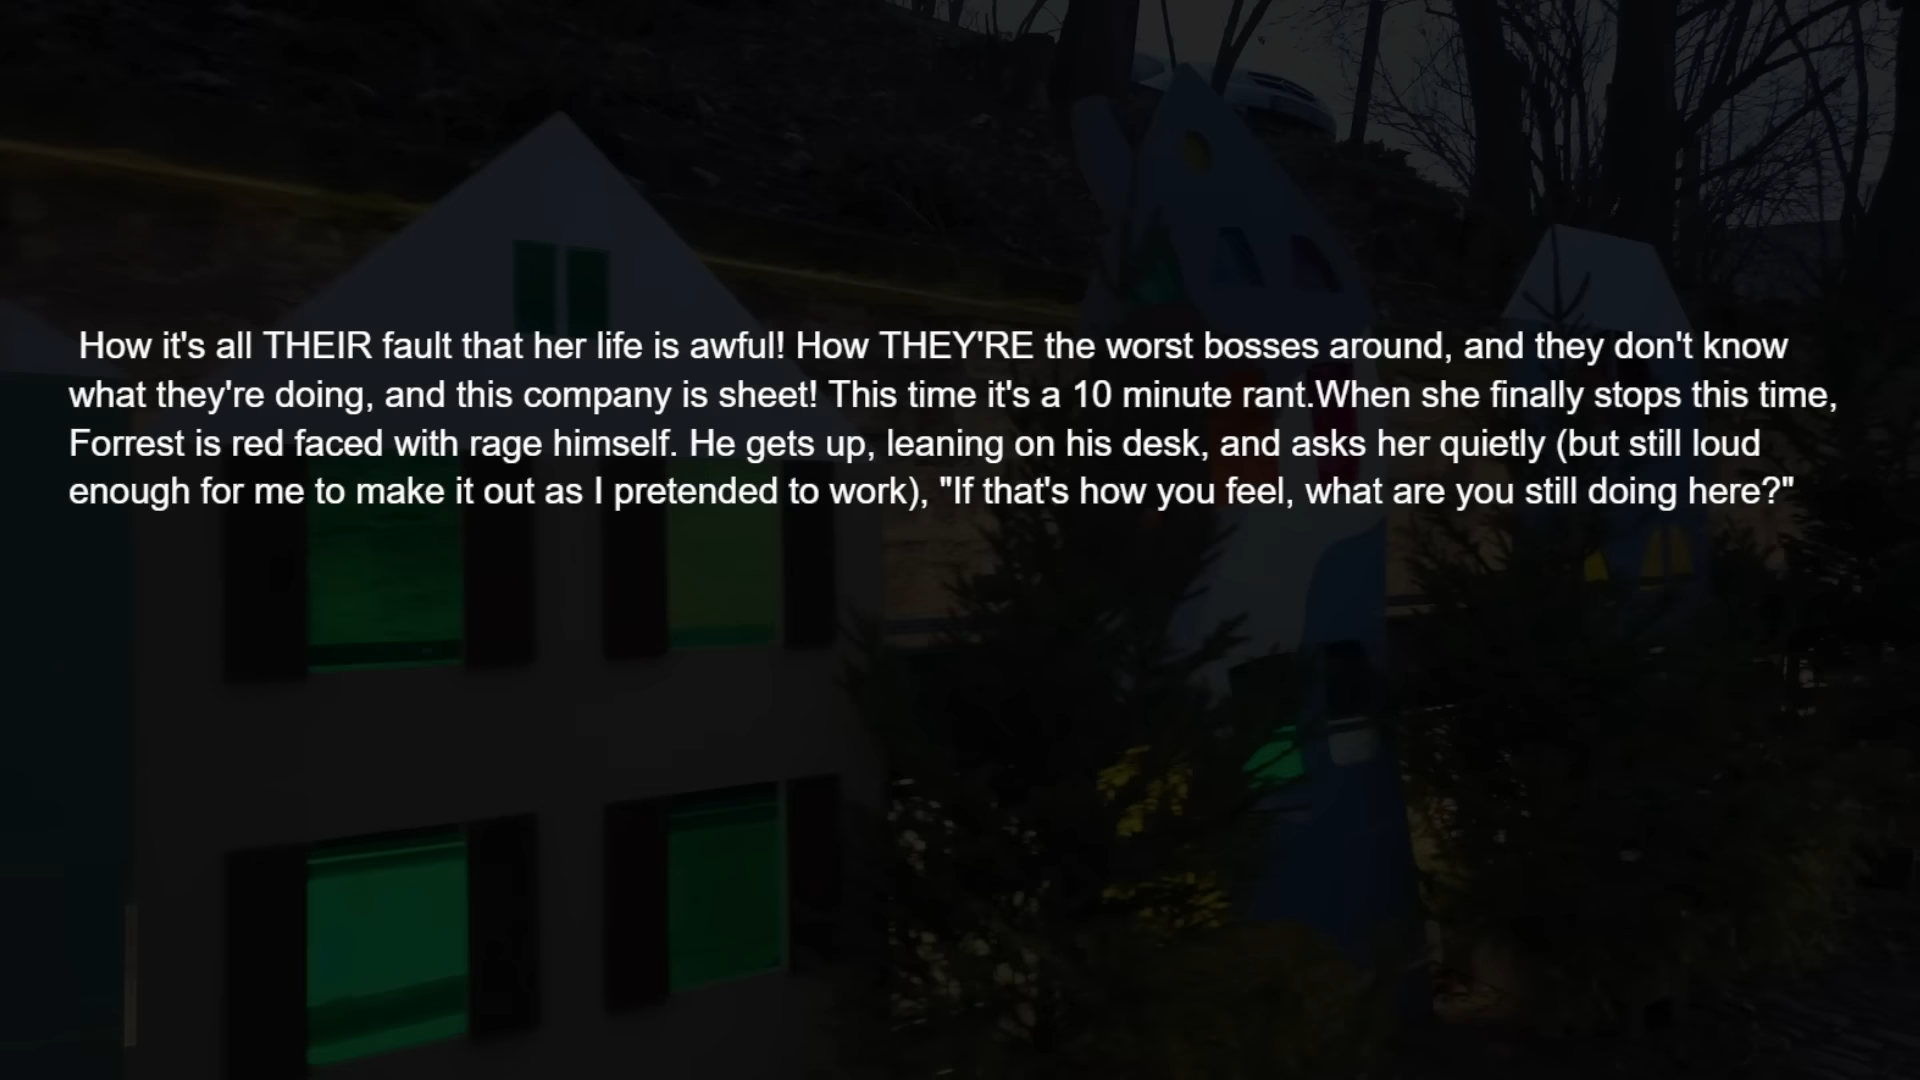 How it's all THEIR fault that her life is awful! How THEY'RE the worst bosses around, and they don't know
what they're doing, and this company is sheet! This time it's a 10 minute rant.When she finally stops this time,
Forrest is red faced with rage himself. He gets up, leaning on his desk, and asks her quietly (but still loud
enough for me to make it out as I pretended to work), "If that's how you feel, what are you still doing here?"